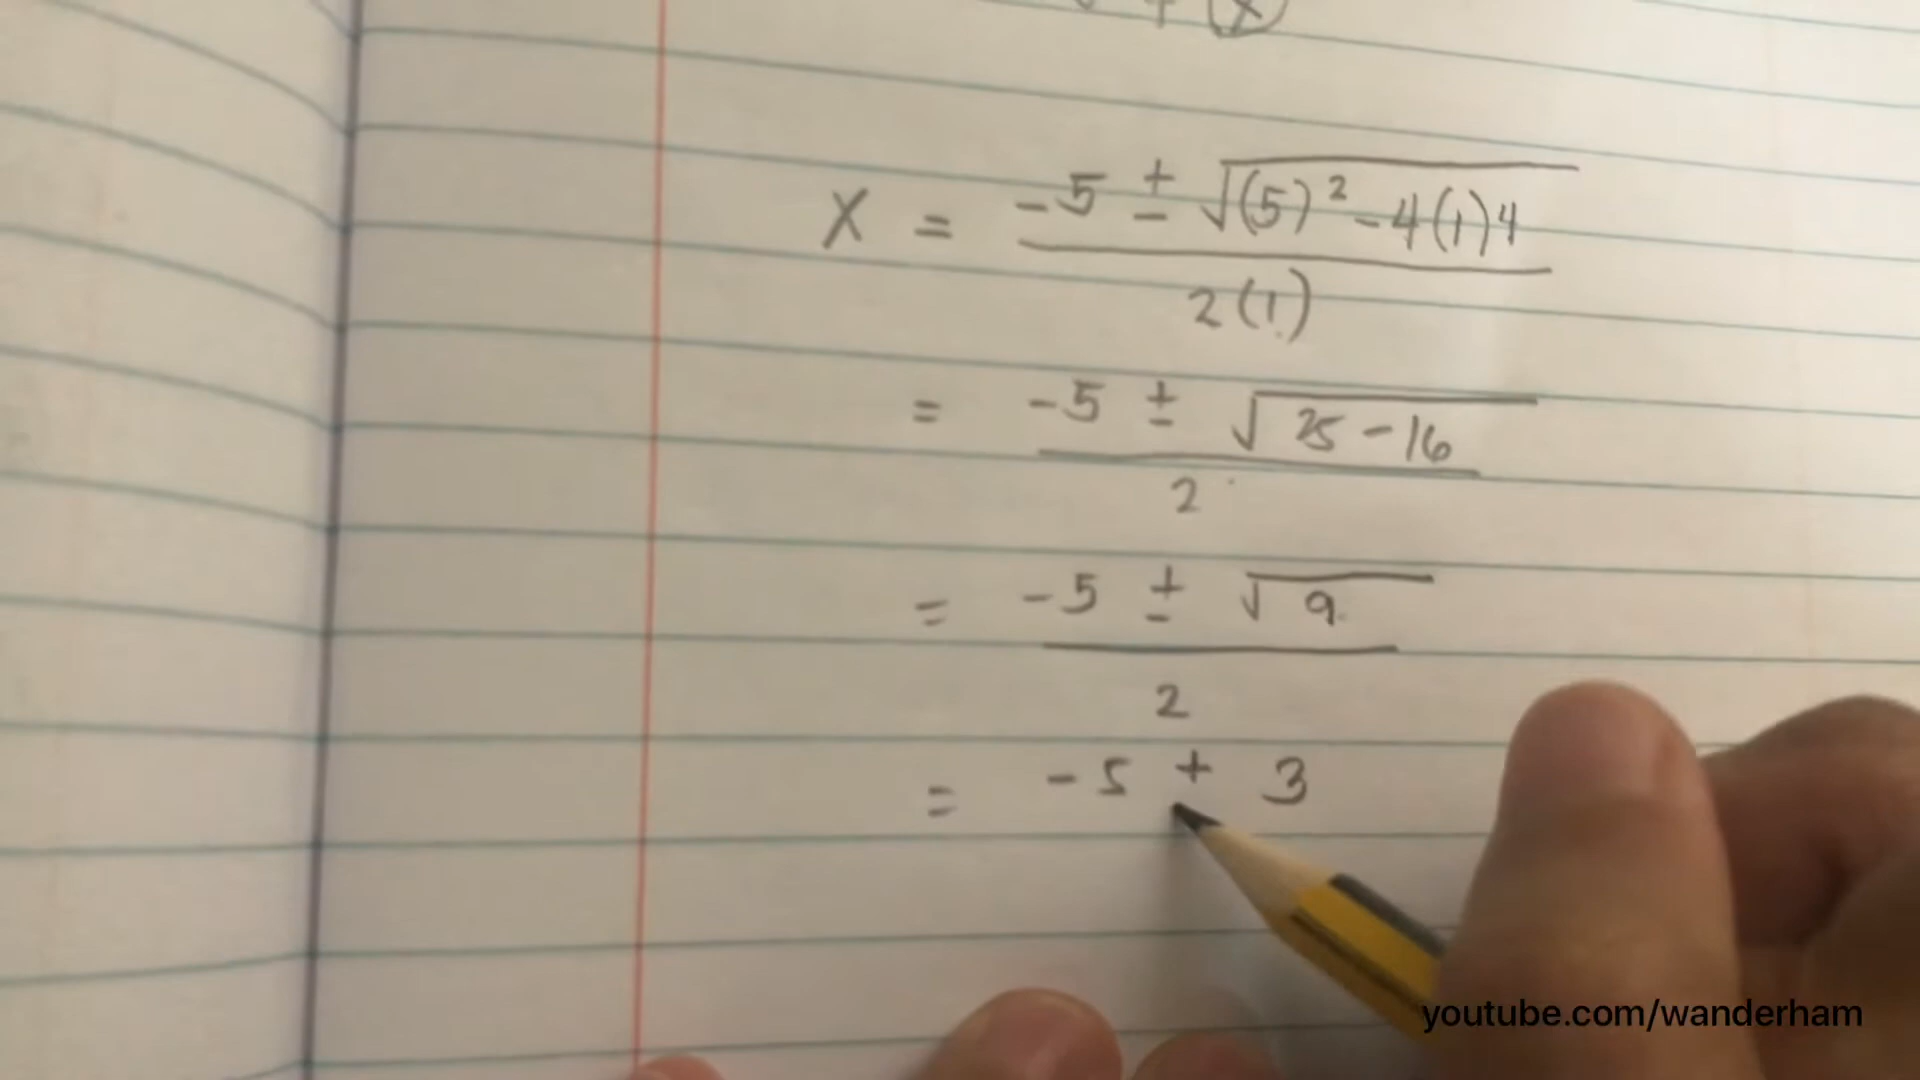 + (x)
X = -5 ± √(5)² - 4(1)4
2(1)
= -5 ± √25 - 16
2
= -5 ± √9
2
= -5 + 3
youtube.com/wanderham